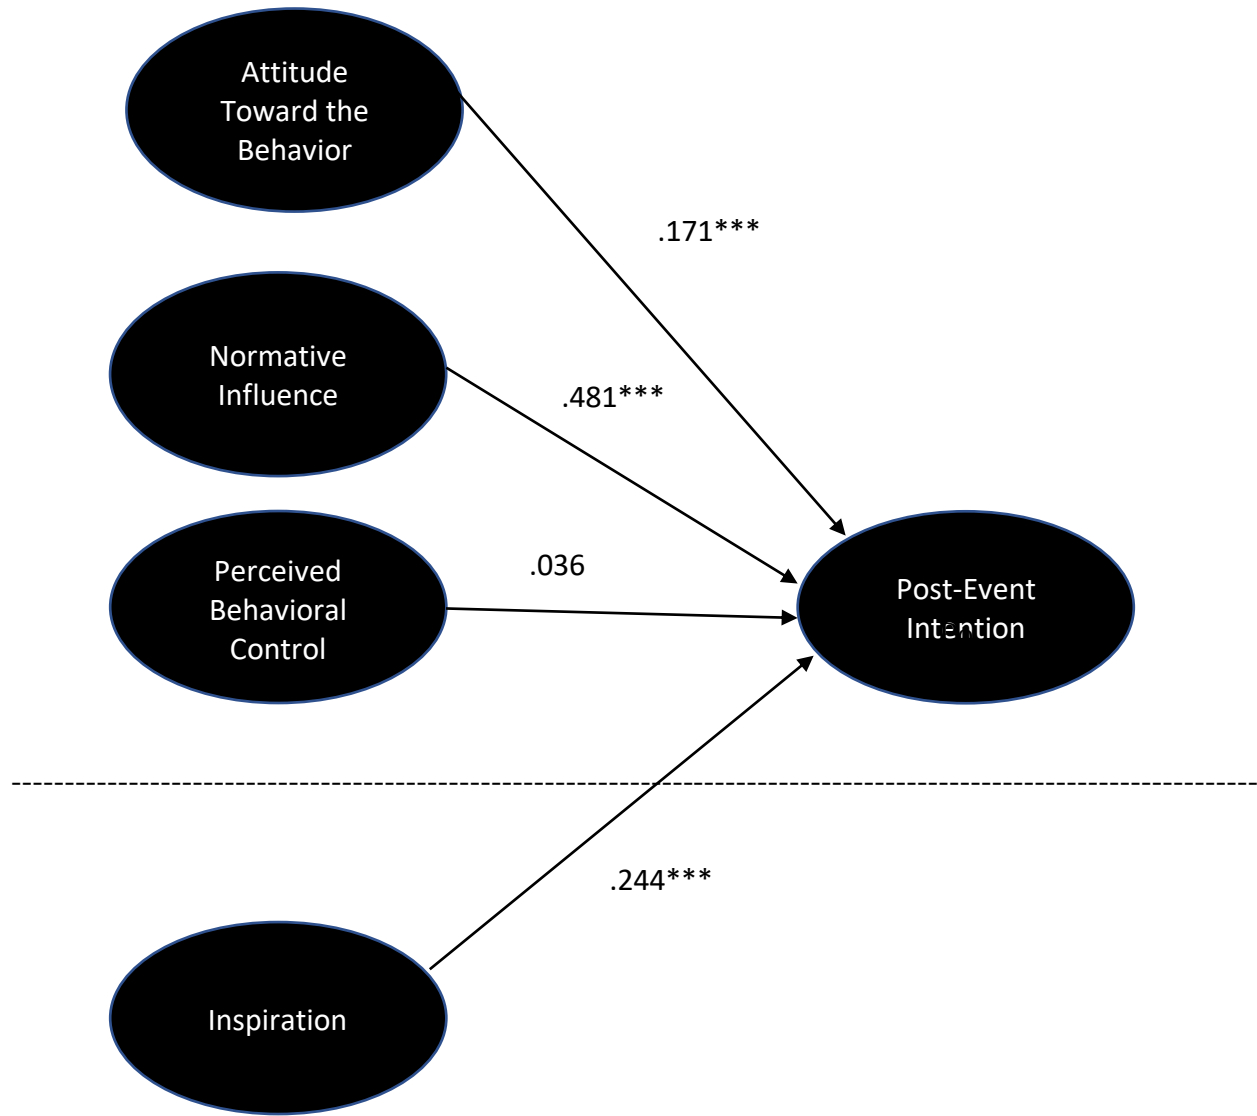 Attitude
Toward the
Behavior
.171***
Normative
Influence
.481***
Perceived
Behavioral
Control
.036
Post-Event
Intention
.244***
Inspiration